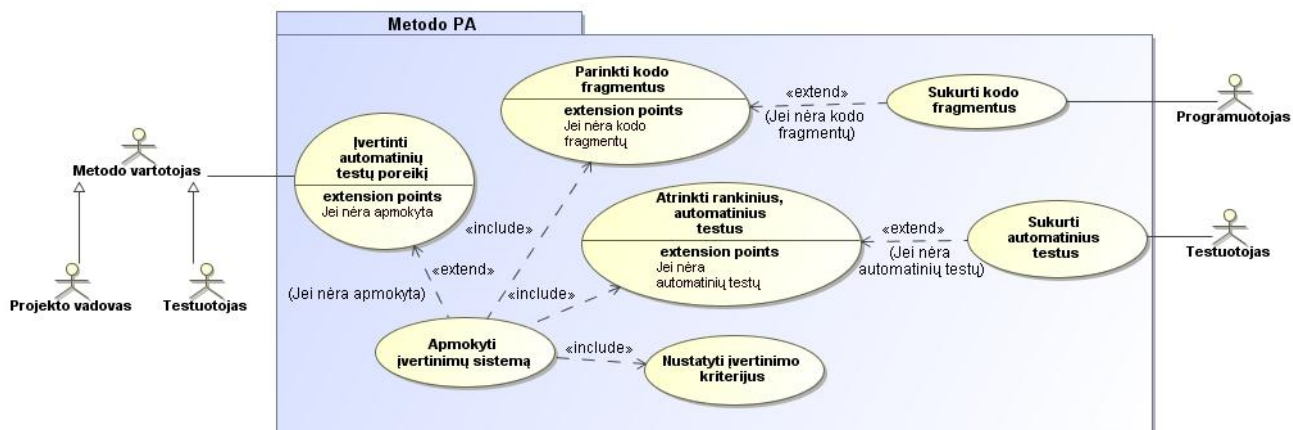 Metodo PA
Parinkti kodo
fragmentus
extension points
Jei nėra kodo
fragmentų
«extend»
(Jei nėra kodo
fragmentų)
Sukurti kodo
fragmentus
Programuotojas
Metodo vartotojas
Įvertinti
automatinių
testų poreikį
extension points
Jei nėra apmokyta
Atrinkti rankinius,
automatinius
testus
extension points
Jei nėra
automatinių testų
«extend»
(Jei nėra
automatinių testų)
Sukurti
automatinius
testus
Testuotojas
«include»
«extend»
(Jei nėra apmokyta)
«include»
Projekto vadovas
Testuotojas
Apmokyti
įvertinimų sistemą
«include»
Nustatyti įvertinimo
kriterijus